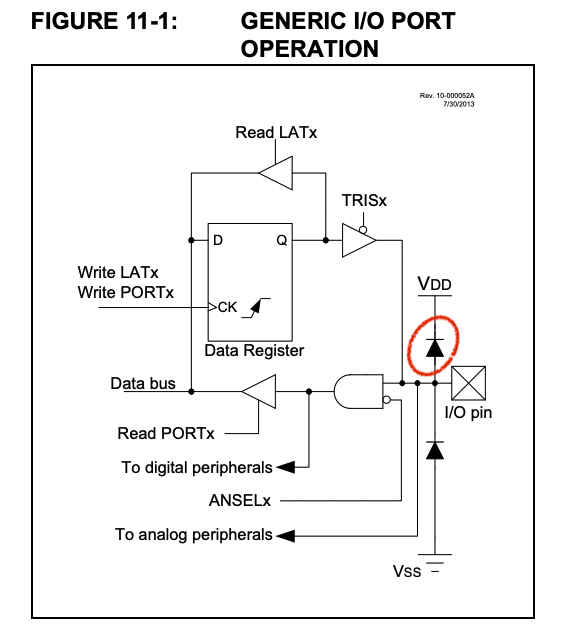 FIGURE 11-1: GENERIC I/O PORT
OPERATION
Rev. 10-000052A
7/30/2013
Read LATx
TRISx
D Q
Write LATx
Write PORTx
CK
VDD
Data Register
Data bus
I/O pin
Read PORTx
To digital peripherals
ANSELx
To analog peripherals
Vss